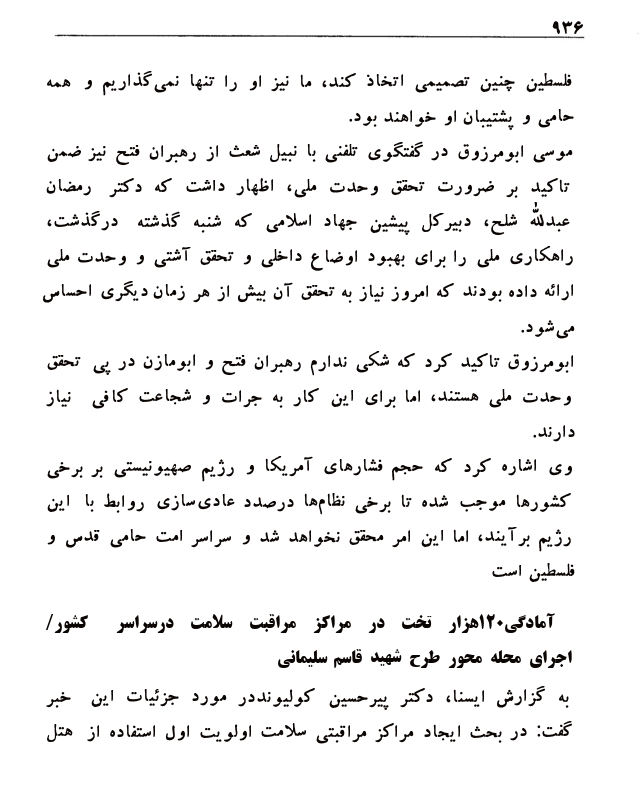 ۹۳۶
فلسطین چنین تصمیمی اتخاذ کند، ما نیز او را تنها نمی‌گذاریم و همه
حامی و پشتیبان او خواهند بود.
موسی ابومرزوق در گفتگوی تلفنی با نبیل شعث از رهبران فتح نیز ضمن
تاکید بر ضرورت تحقق وحدت ملی، اظهار داشت که دکتر رمضان
عبدلله شلح، دبیرکل پیشین جهاد اسلامی که شنبه گذشته درگذشت،
راهکاری ملی را برای بهبود اوضاع داخلی و تحقق آشتی و وحدت ملی
ارائه داده بودند که امروز نیاز به تحقق آن بیش از هر زمان دیگری احساس
می‌شود.
ابومرزوق تاکید کرد که شکی ندارم رهبران فتح و ابومازن در پی تحقق
وحدت ملی هستند، اما برای این کار به جرات و شجاعت کافی نیاز
دارند.
وی اشاره کرد که حجم فشارهای آمریکا و رژیم صهیونیستی بر برخی
کشورها موجب شده تا برخی نظام‌ها درصدد عادی‌سازی روابط با این
رژیم برآیند، اما این امر محقق نخواهد شد و سراسر امت حامی قدس و
فلسطین است
آمادگی۱۲۰هزار تخت در مراکز مراقبت سلامت درسراسر کشور/
اجرای محله محور طرح شهید قاسم سلیمانی
به گزارش ایسنا، دکتر پیرحسین کولیونددر مورد جزئیات این خبر
گفت: در بحث ایجاد مراکز مراقبتی سلامت اولویت اول استفاده از هتل